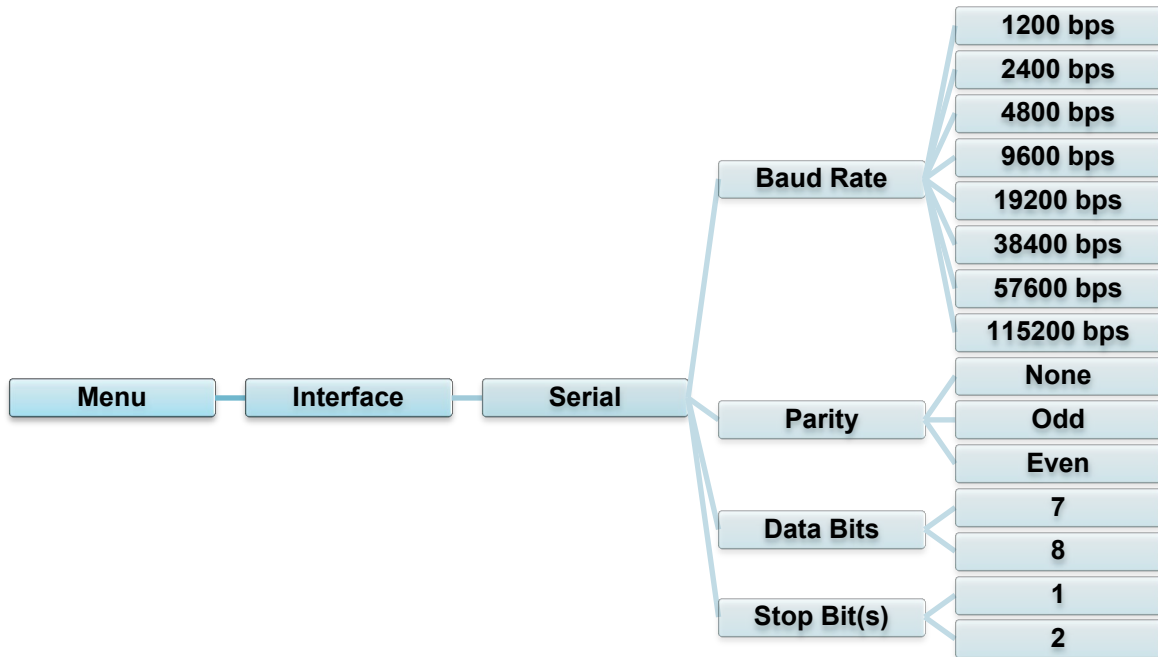 Menu
Interface
Serial
Baud Rate
1200 bps
2400 bps
4800 bps
9600 bps
19200 bps
38400 bps
57600 bps
115200 bps
Parity
None
Odd
Even
Data Bits
7
8
Stop Bit(s)
1
2